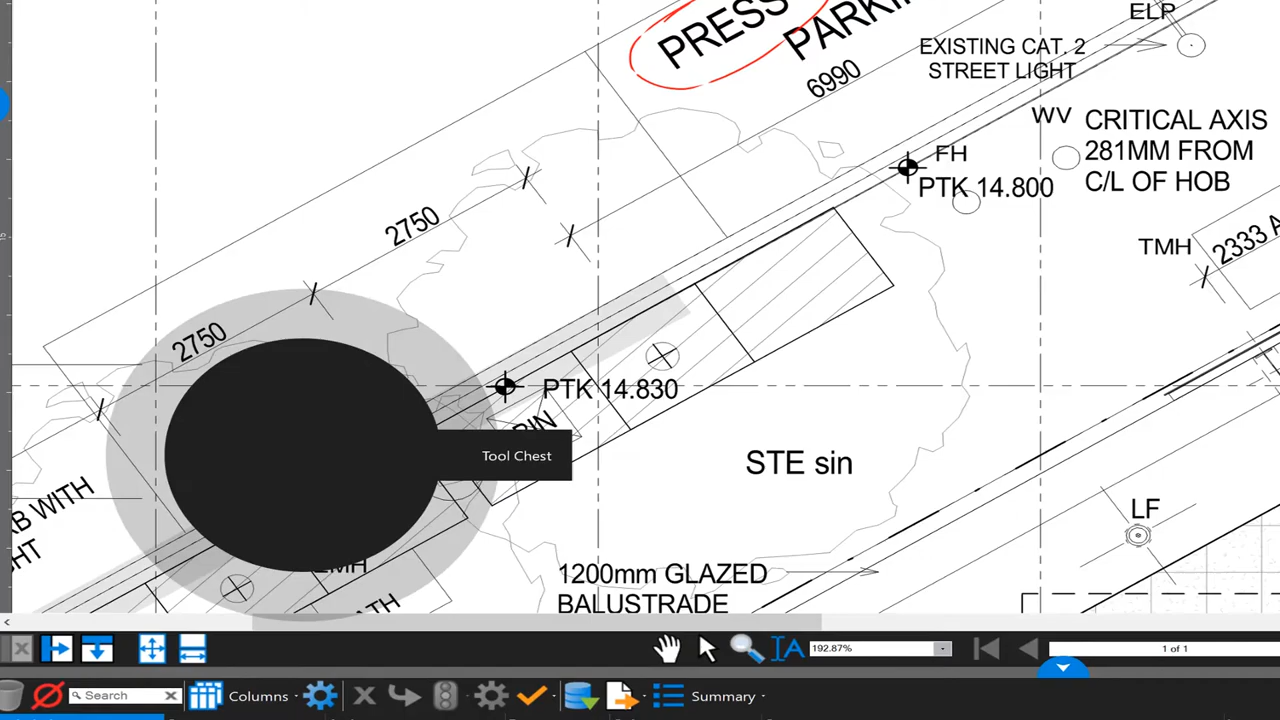 PRESS
ELP
EXISTING CAT. 2
STREET LIGHT
6990
WV
CRITICAL AXIS
281MM FROM
C/L OF HOB
FH
PTK 14.800
2750
TMH
2333
2750
PTK 14.830
Tool Chest
STE sin
WITH
LF
1200mm GLAZED
BALUSTRADE
192.87%
1 of 1
Search
Columns
Summary